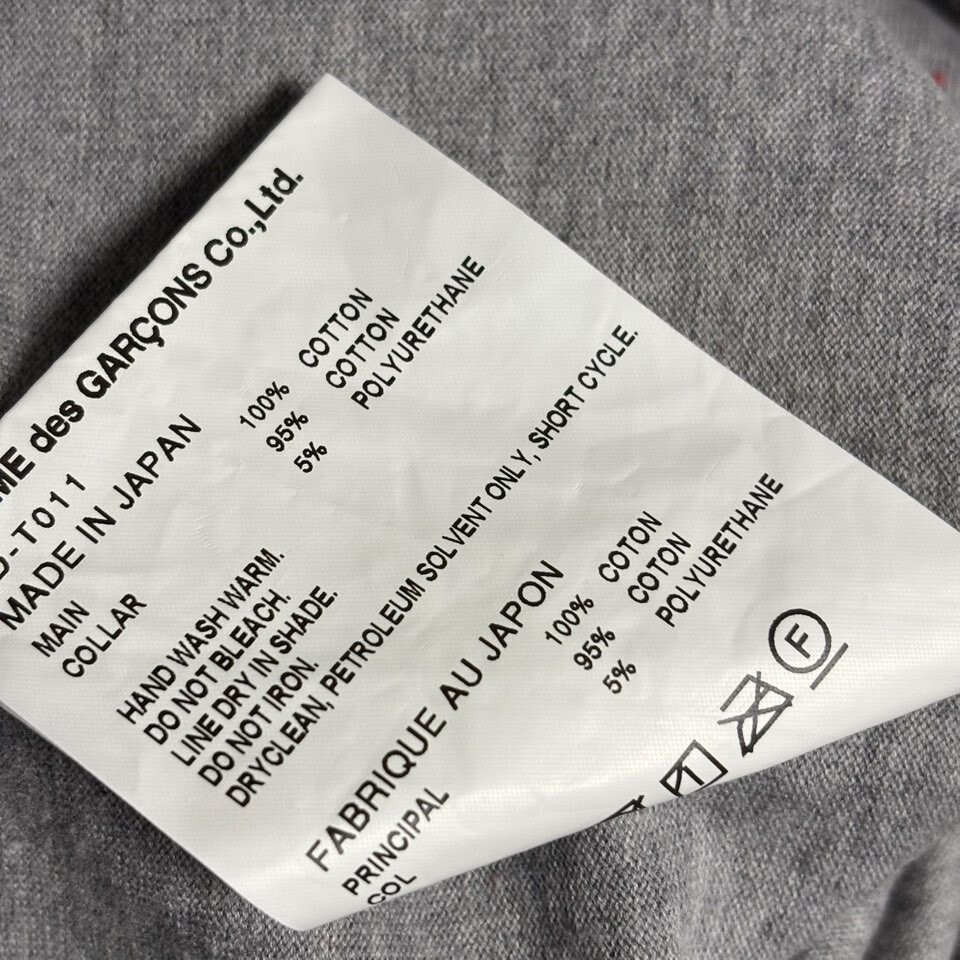 des GARÇONS Co.,Ltd.
-T011
MADE IN JAPAN
MAIN 100% COTTON
COLLAR 95% COTTON
5% POLYURETHANE
HAND WASH WARM.
DO NOT BLEACH.
LINE DRY IN SHADE.
DO NOT IRON.
DRYCLEAN, PETROLEUM SOLVENT ONLY, SHORT CYCLE.
FABRIQUE AU JAPON
PRINCIPAL 100% COTON
COL 95% COTON
5% POLYURETHANE
F